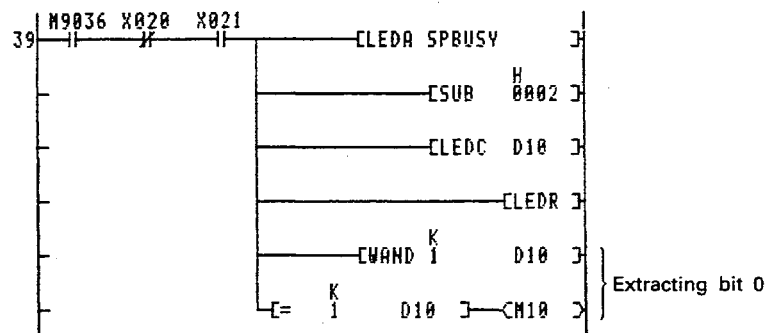 M9036 X020 X021
39 LEDA SPBUSY
H
SUB 0002
LEDC D10
LEDR
K
WAND 1 D10
Extracting bit 0
K
= 1 D10 M10